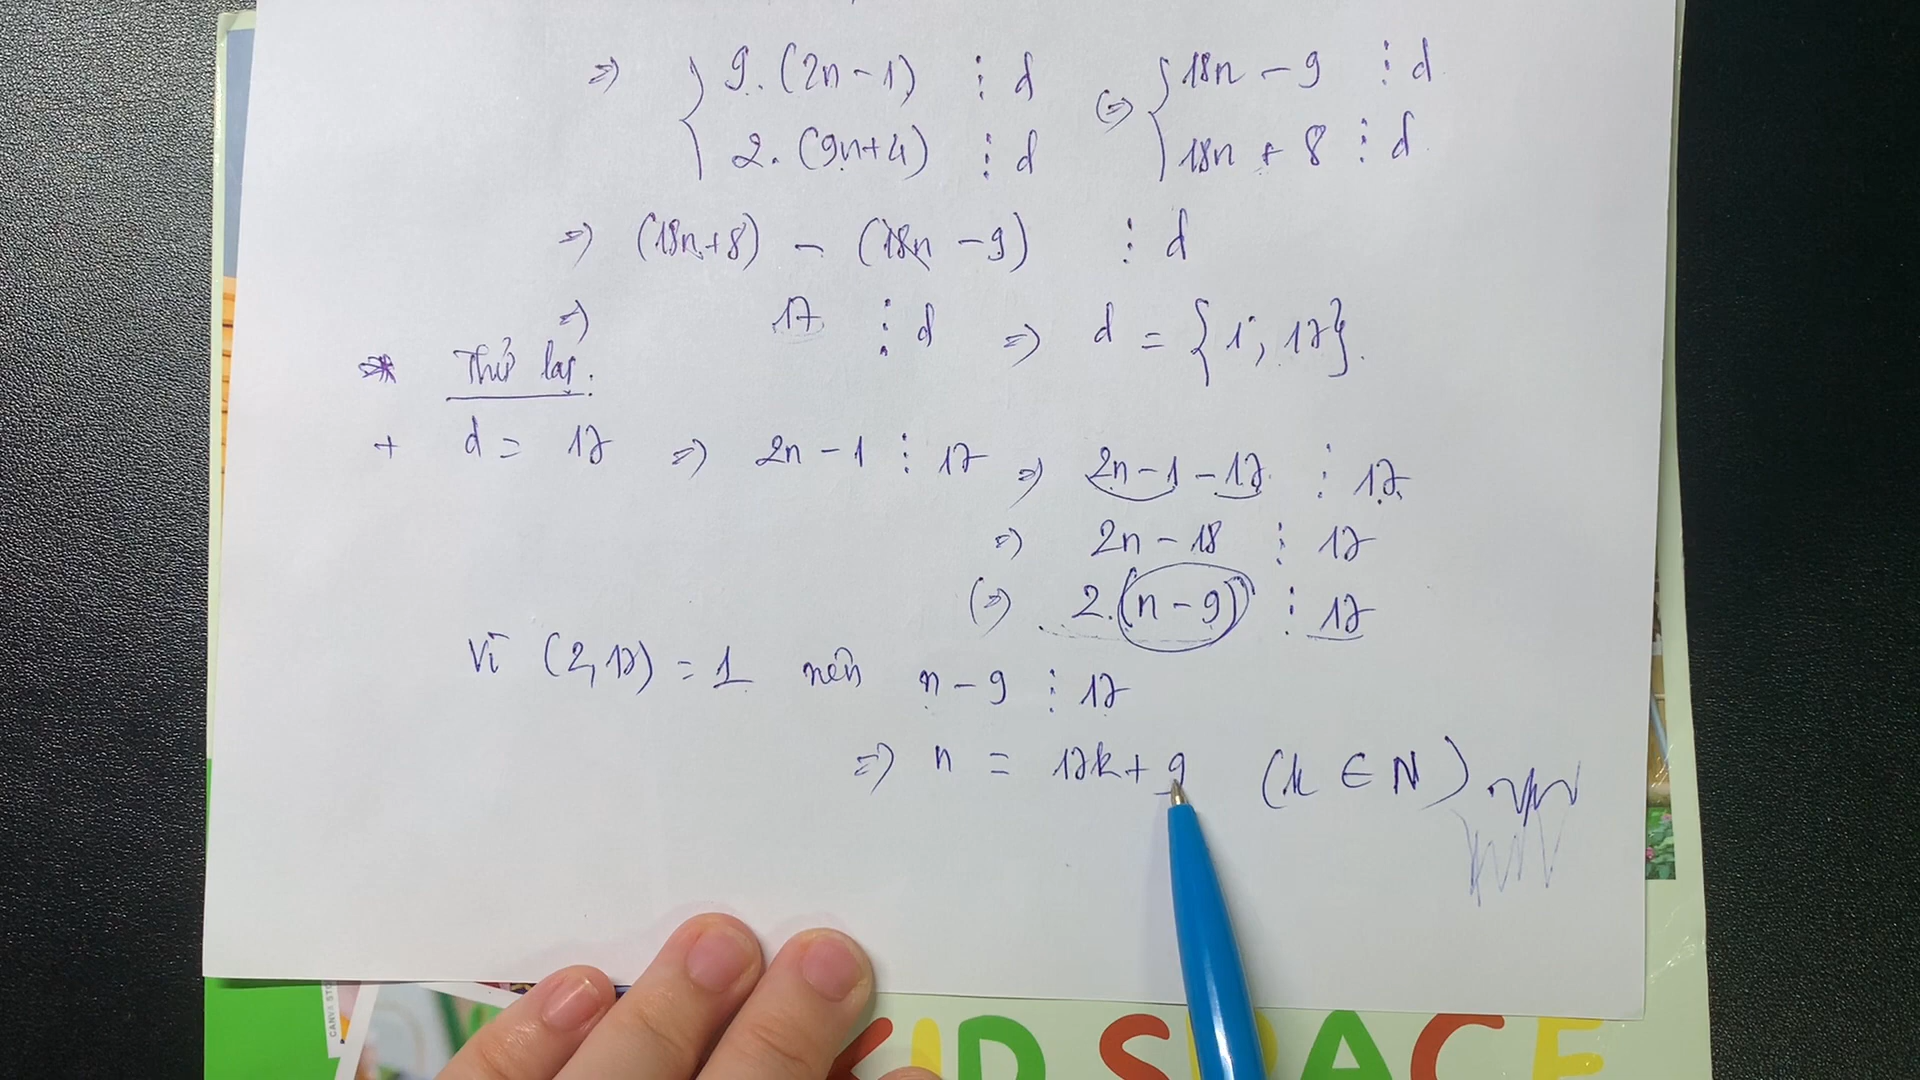 => { 9.(2n-1) ⋮ d (=> { 18n - 9 ⋮ d
2.(9n+4) ⋮ d 18n + 8 ⋮ d
=> (18n+8) - (18n - 9) ⋮ d
=> 17 ⋮ d => d = {1; 17}.
* Thử lại:
+ d = 17 => 2n - 1 ⋮ 17 => 2n - 1 - 17 ⋮ 17
=> 2n - 18 ⋮ 17
(=> 2.(n - 9) ⋮ 17
Vì (2,17) = 1 nên n - 9 ⋮ 17
=> n = 17k + 9 (k ∈ N)
CANVA STO
KID SPACE